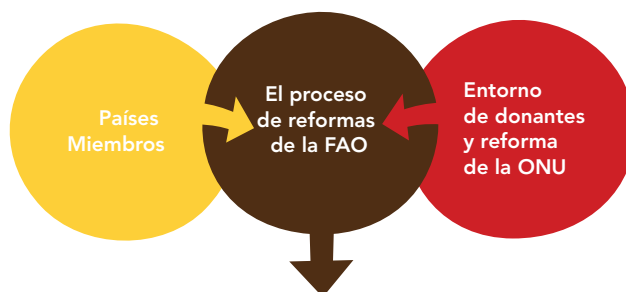 Países
Miembros
El proceso
de reformas
de la FAO
Entorno
de donantes
y reforma
de la ONU